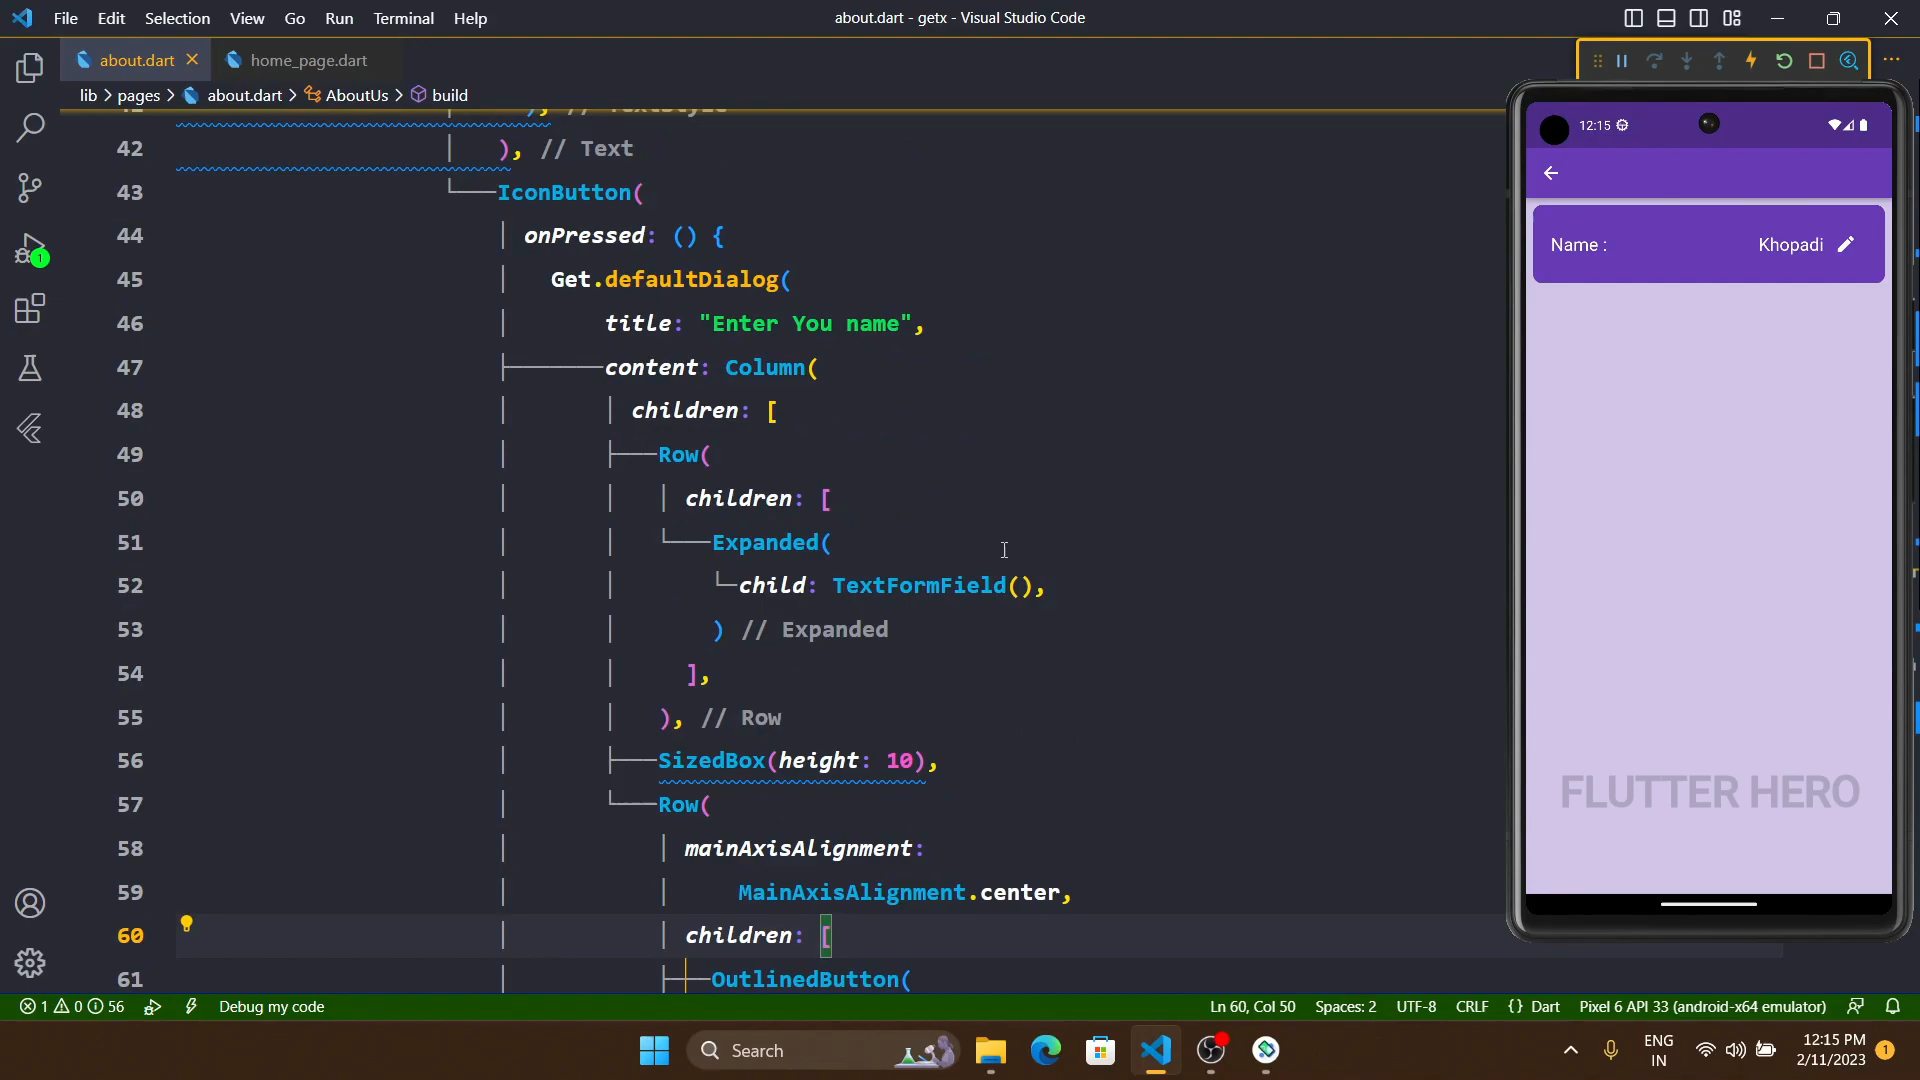 File Edit Selection View Go Run Terminal Help
about.dart - getx - Visual Studio Code
about.dart
home_page.dart
lib > pages > about.dart > AboutUs > build
42 ), // Text
43 IconButton(
44 onPressed: () {
45 Get.defaultDialog(
46 title: "Enter You name",
47 content: Column(
48 children: [
49 Row(
50 children: [
51 Expanded(
52 child: TextFormField(),
53 ) // Expanded
54 ],
55 ), // Row
56 SizedBox(height: 10),
57 Row(
58 mainAxisAlignment:
59 MainAxisAlignment.center,
60 children: [
61 OutlinedButton(
12:15
Name : Khopadi
FLUTTER HERO
1
1 0 56 Debug my code
Ln 60, Col 50 Spaces: 2 UTF-8 CRLF {} Dart Pixel 6 API 33 (android-x64 emulator)
Search
ENG
IN
12:15 PM
2/11/2023
1